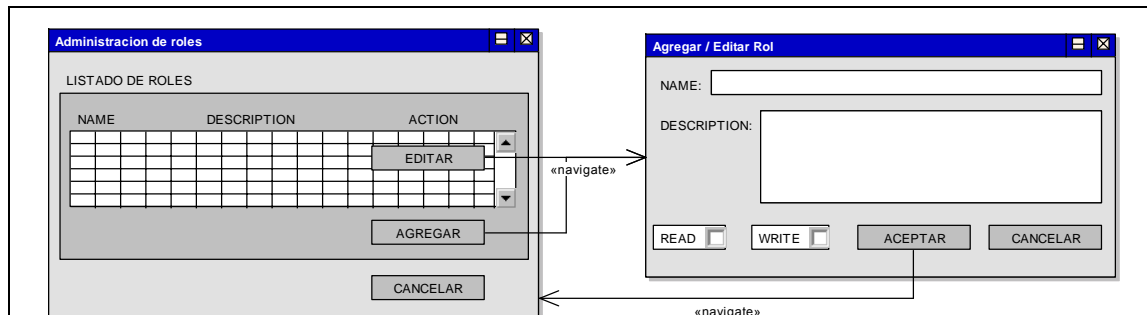 Administracion de roles
LISTADO DE ROLES
NAME DESCRIPTION ACTION
EDITAR
AGREGAR
CANCELAR
«navigate»
Agregar / Editar Rol
NAME:
DESCRIPTION:
READ WRITE ACEPTAR CANCELAR
«navigate»